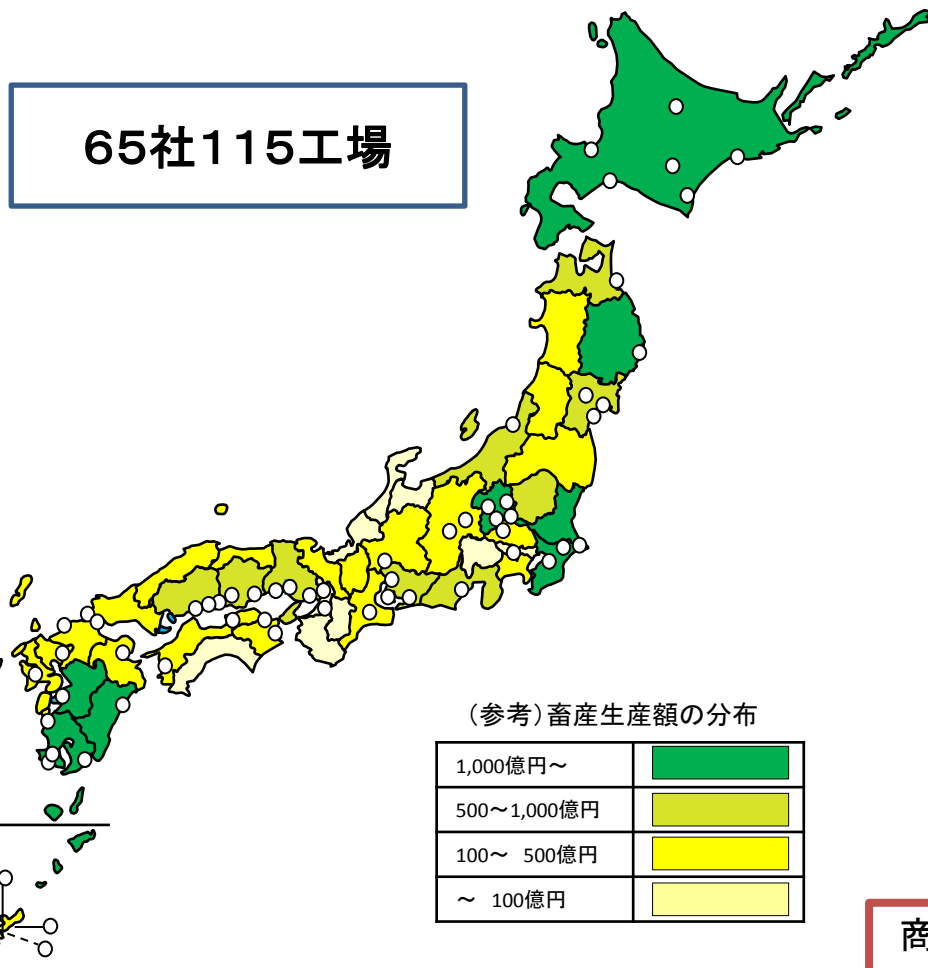 65社115工場
（参考）畜産生産額の分布
1,000億円～
500～1,000億円
100～ 500億円
～ 100億円
商